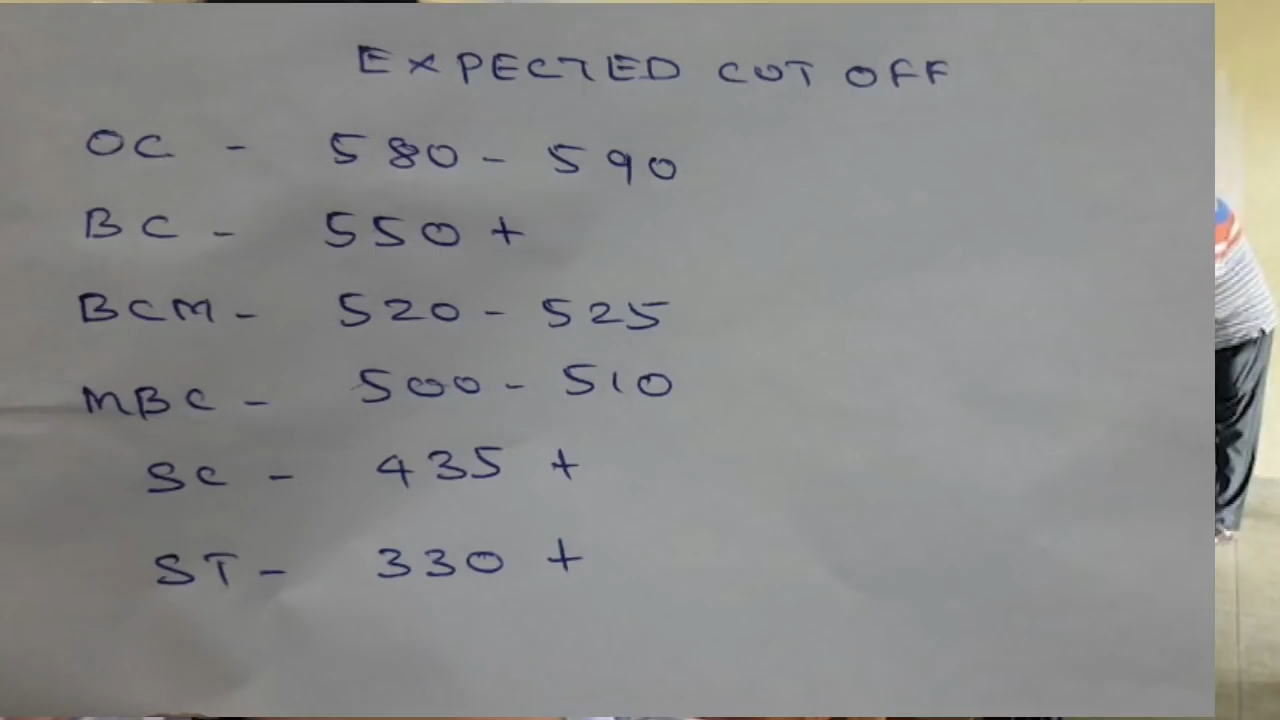 EXPECTED CUT OFF
OC - 580 - 590
BC - 550 +
BCM - 520 - 525
MBC - 500 - 510
SC - 435 +
ST - 330 +